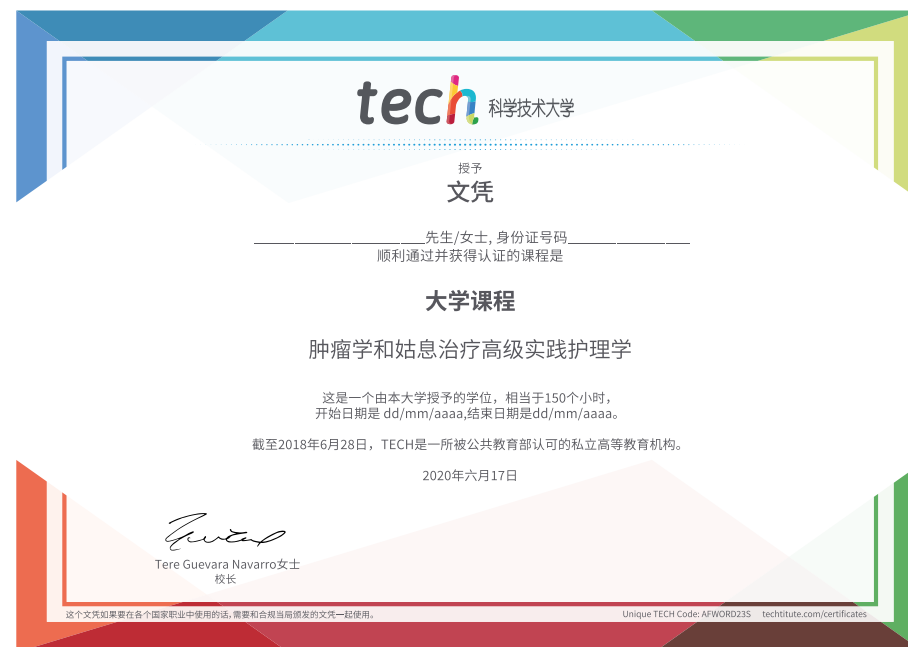 tech 科学技术大学
授予
文凭
先生/女士, 身份证号码
顺利通过并获得认证的课程是
大学课程
肿瘤学和姑息治疗高级实践护理学
这是一个由本大学授予的学位，相当于150个小时，
开始日期是 dd/mm/aaaa,结束日期是dd/mm/aaaa。
截至2018年6月28日，TECH是一所被公共教育部认可的私立高等教育机构。
2020年六月17日
Tere Guevara Navarro女士
校长
这个文凭如果要在各个国家职业中使用的话,需要和合规当局颁发的文凭一起使用。
Unique TECH Code: AFWORD23S techtitute.com/certificates